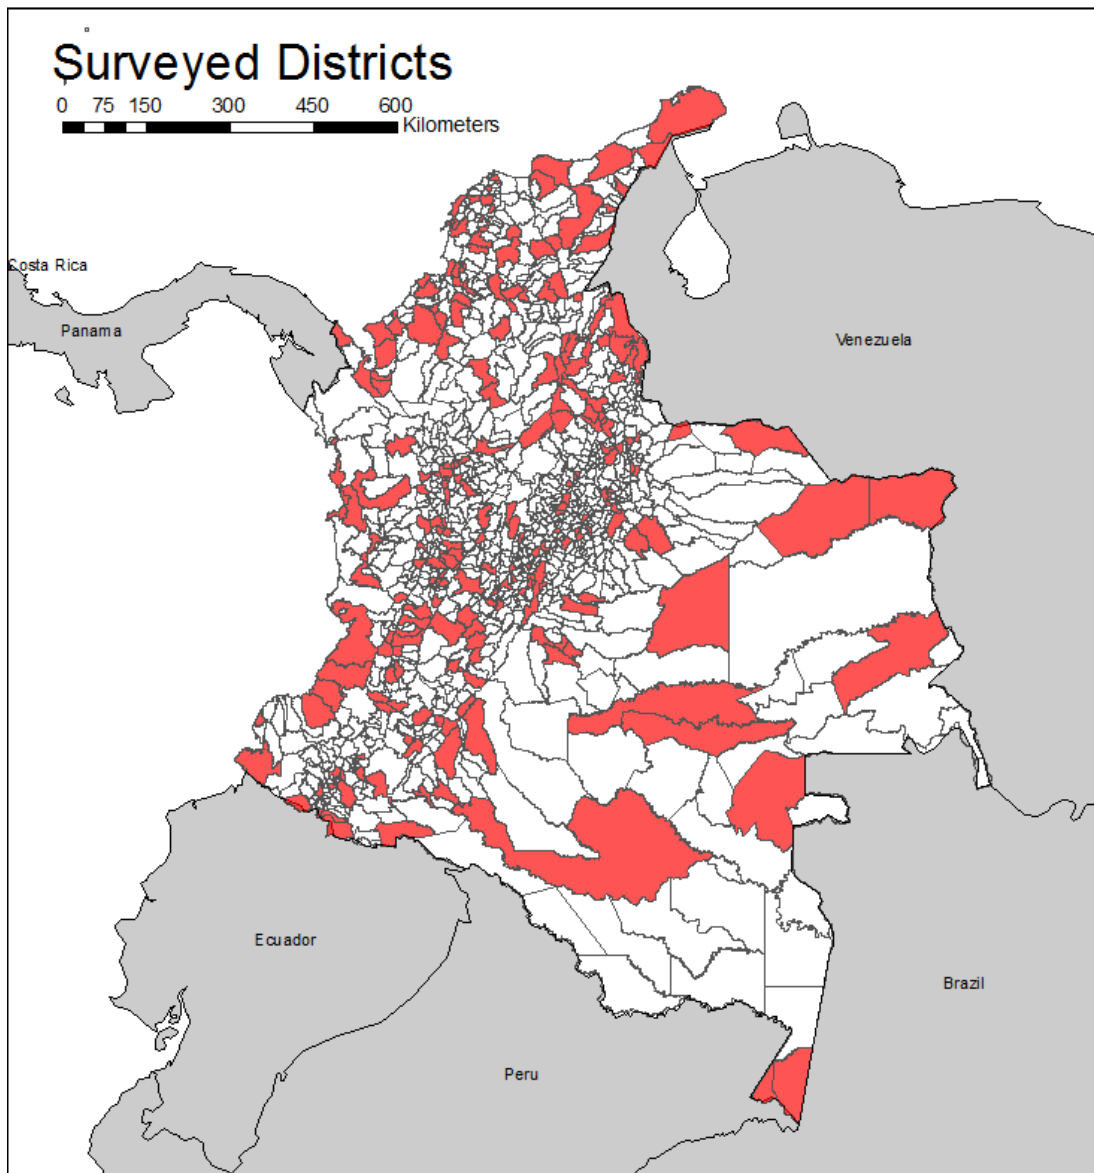 Surveyed Districts
0 75 150 300 450 600
Kilometers
Costa Rica
Panama
Venezuela
Ecuador
Brazil
Peru